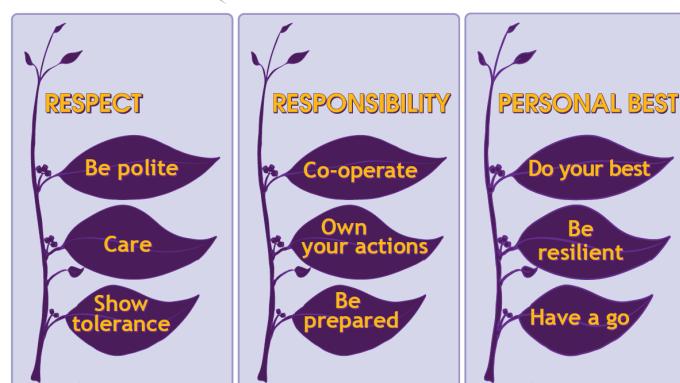 RESPECT
Be polite
Care
Show
tolerance
RESPONSIBILITY
Co-operate
Own
your actions
Be
prepared
PERSONAL BEST
Do your best
Be
resilient
Have a go